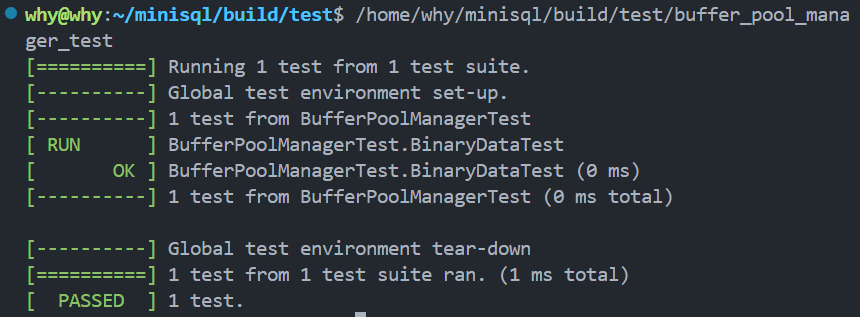 why@why:~/minisql/build/test$ /home/why/minisql/build/test/buffer_pool_mana
ger_test
[==========] Running 1 test from 1 test suite.
[----------] Global test environment set-up.
[----------] 1 test from BufferPoolManagerTest
[ RUN      ] BufferPoolManagerTest.BinaryDataTest
[       OK ] BufferPoolManagerTest.BinaryDataTest (0 ms)
[----------] 1 test from BufferPoolManagerTest (0 ms total)

[----------] Global test environment tear-down
[==========] 1 test from 1 test suite ran. (1 ms total)
[  PASSED  ] 1 test.